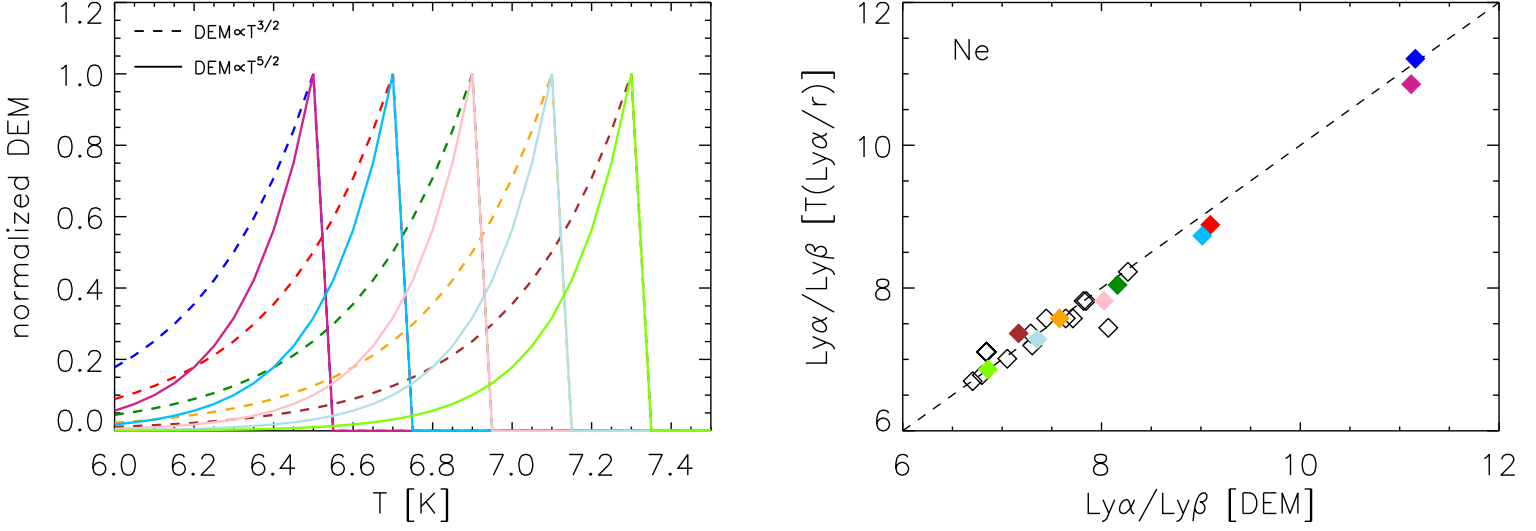 1.2
1.0
0.8
0.6
0.4
0.2
0.0
normalized DEM
DEM∝T^3/2
DEM∝T^5/2
6.0 6.2 6.4 6.6 6.8 7.0 7.2 7.4
T [K]
12
10
8
6
Lyα/Lyβ [T(Lyα/r)]
Ne
6 8 10 12
Lyα/Lyβ [DEM]